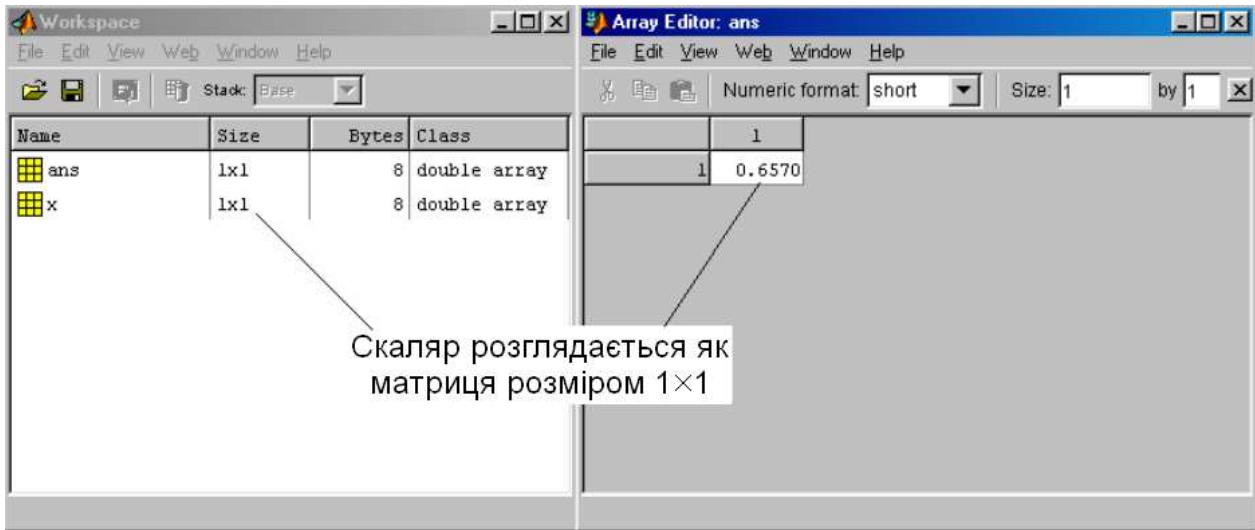 Workspace
File Edit View Web Window Help
Stack: Base
Name Size Bytes Class
ans 1x1 8 double array
x 1x1 8 double array
Array Editor: ans
File Edit View Web Window Help
Numeric format: short Size: 1 by 1
1
1 0.6570
Скаляр розглядається як
матриця розміром 1×1